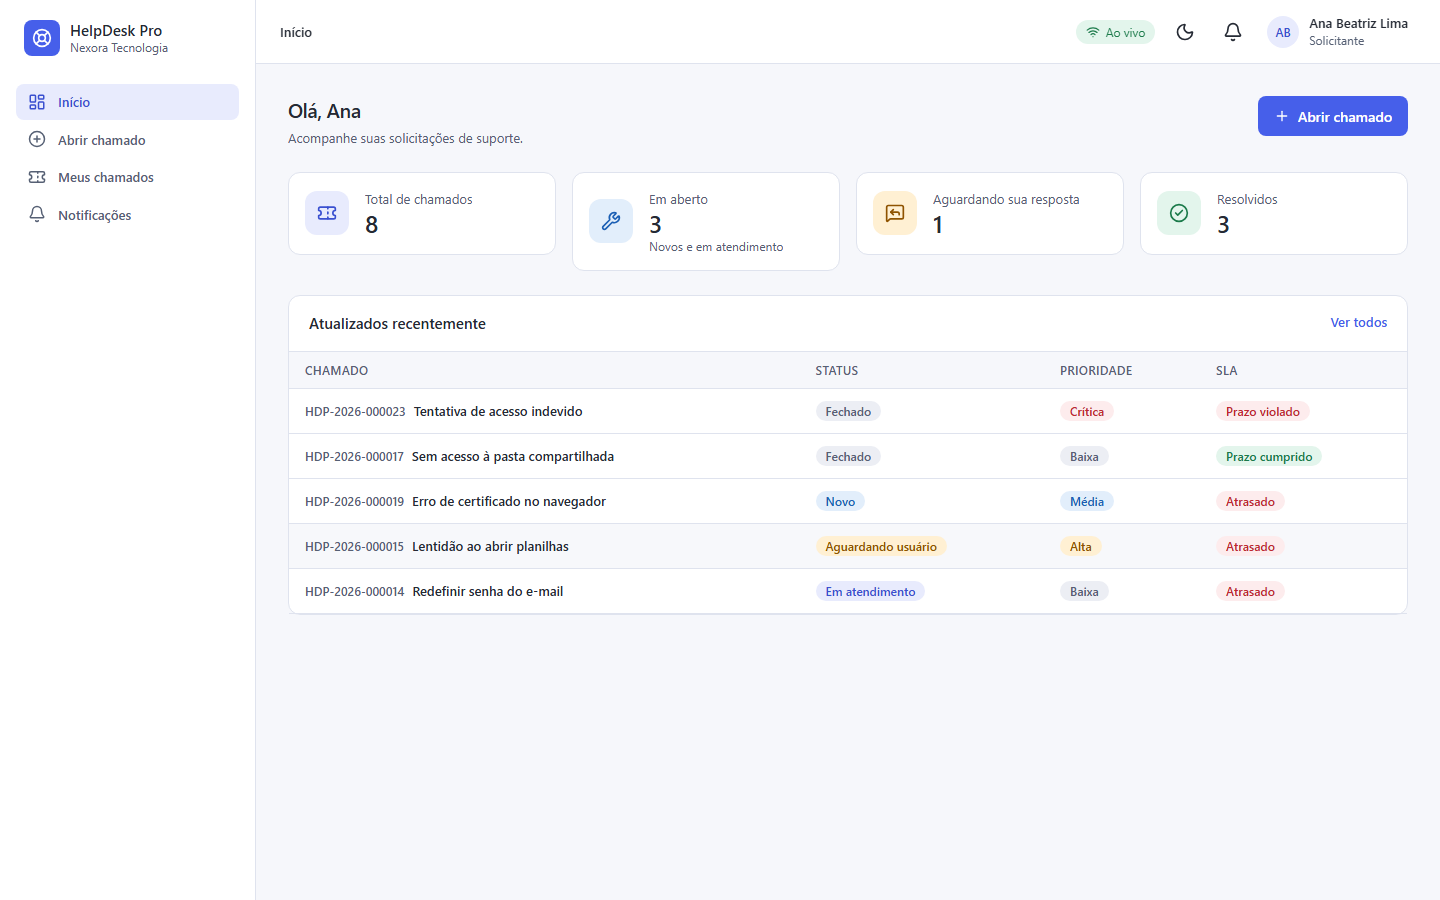 HelpDesk Pro
Nexora Tecnologia
Início
Abrir chamado
Meus chamados
Notificações
Início
Ao vivo
AB
Ana Beatriz Lima
Solicitante
Olá, Ana
Acompanhe suas solicitações de suporte.
Abrir chamado
Total de chamados
8
Em aberto
3
Novos e em atendimento
Aguardando sua resposta
1
Resolvidos
3
Atualizados recentemente
Ver todos
CHAMADO STATUS PRIORIDADE SLA
HDP-2026-000023 Tentativa de acesso indevido Fechado Crítica Prazo violado
HDP-2026-000017 Sem acesso à pasta compartilhada Fechado Baixa Prazo cumprido
HDP-2026-000019 Erro de certificado no navegador Novo Média Atrasado
HDP-2026-000015 Lentidão ao abrir planilhas Aguardando usuário Alta Atrasado
HDP-2026-000014 Redefinir senha do e-mail Em atendimento Baixa Atrasado